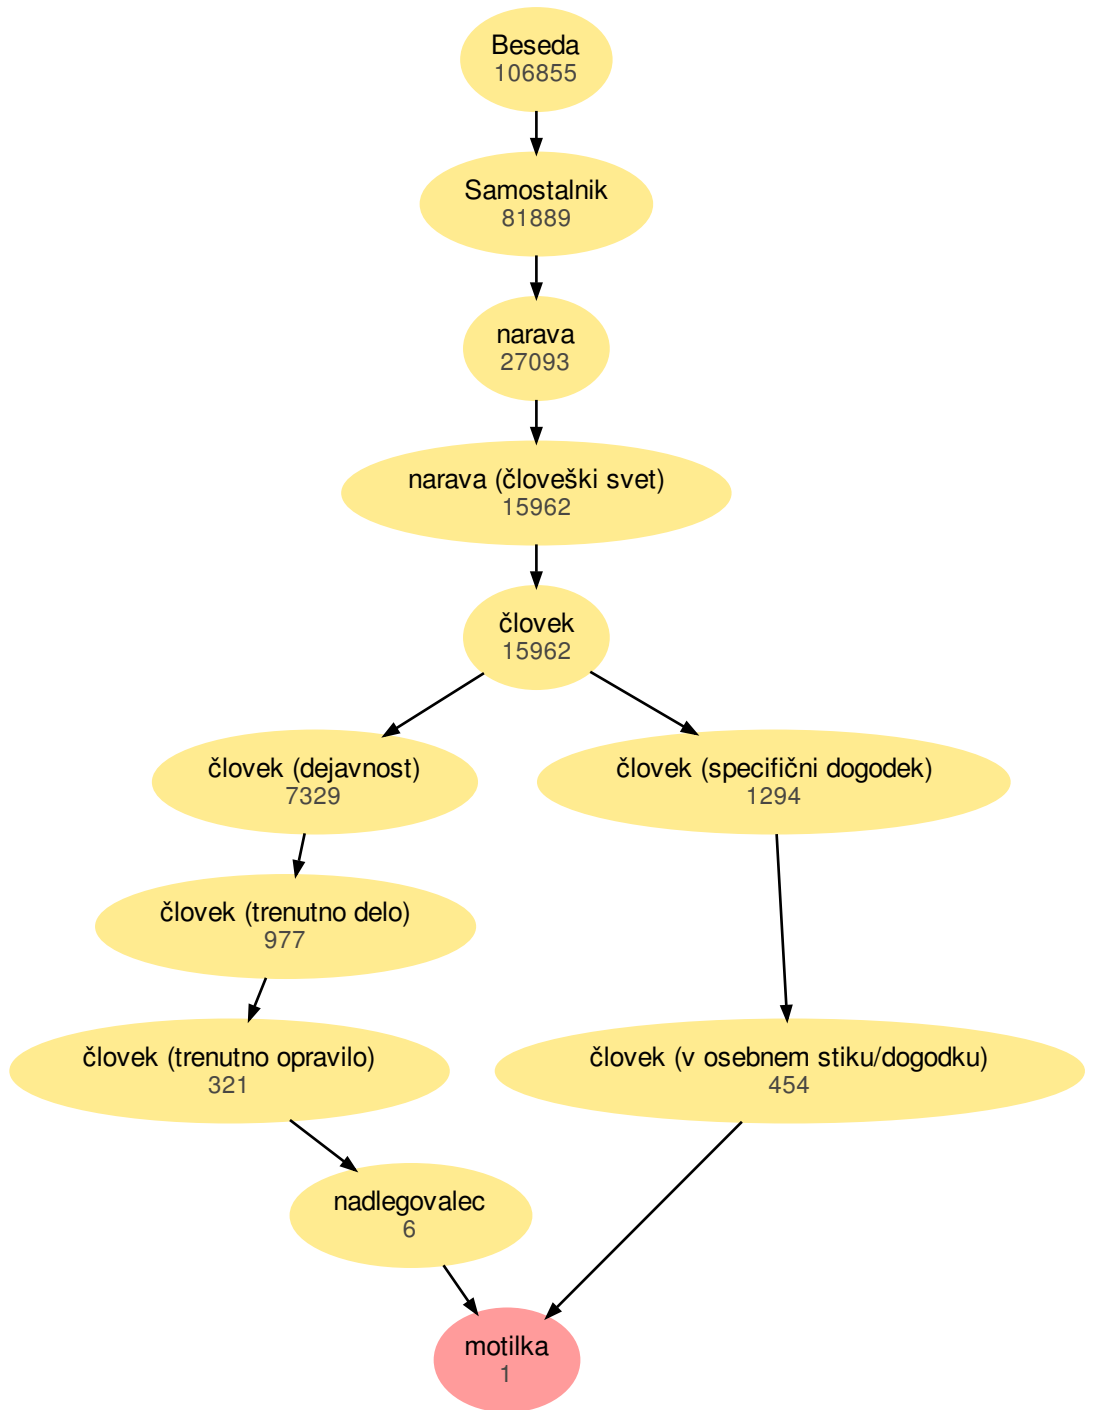 Beseda
106855
Samostalnik
81889
narava
27093
narava (človeški svet)
15962
človek
15962
človek (dejavnost)
7329
človek (specifični dogodek)
1294
človek (trenutno delo)
977
človek (trenutno opravilo)
321
človek (v osebnem stiku/dogodku)
454
nadlegovalec
6
motilka
1